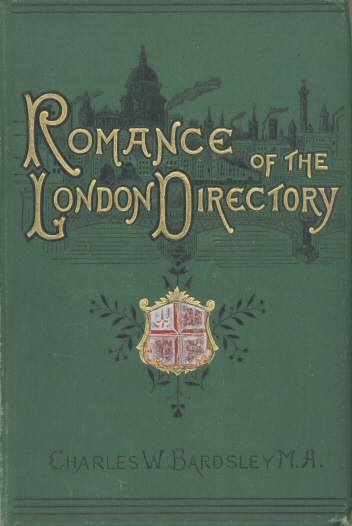 ROMANCE OF THE
LONDON DIRECTORY
CHARLES W. BARDSLEY M.A.